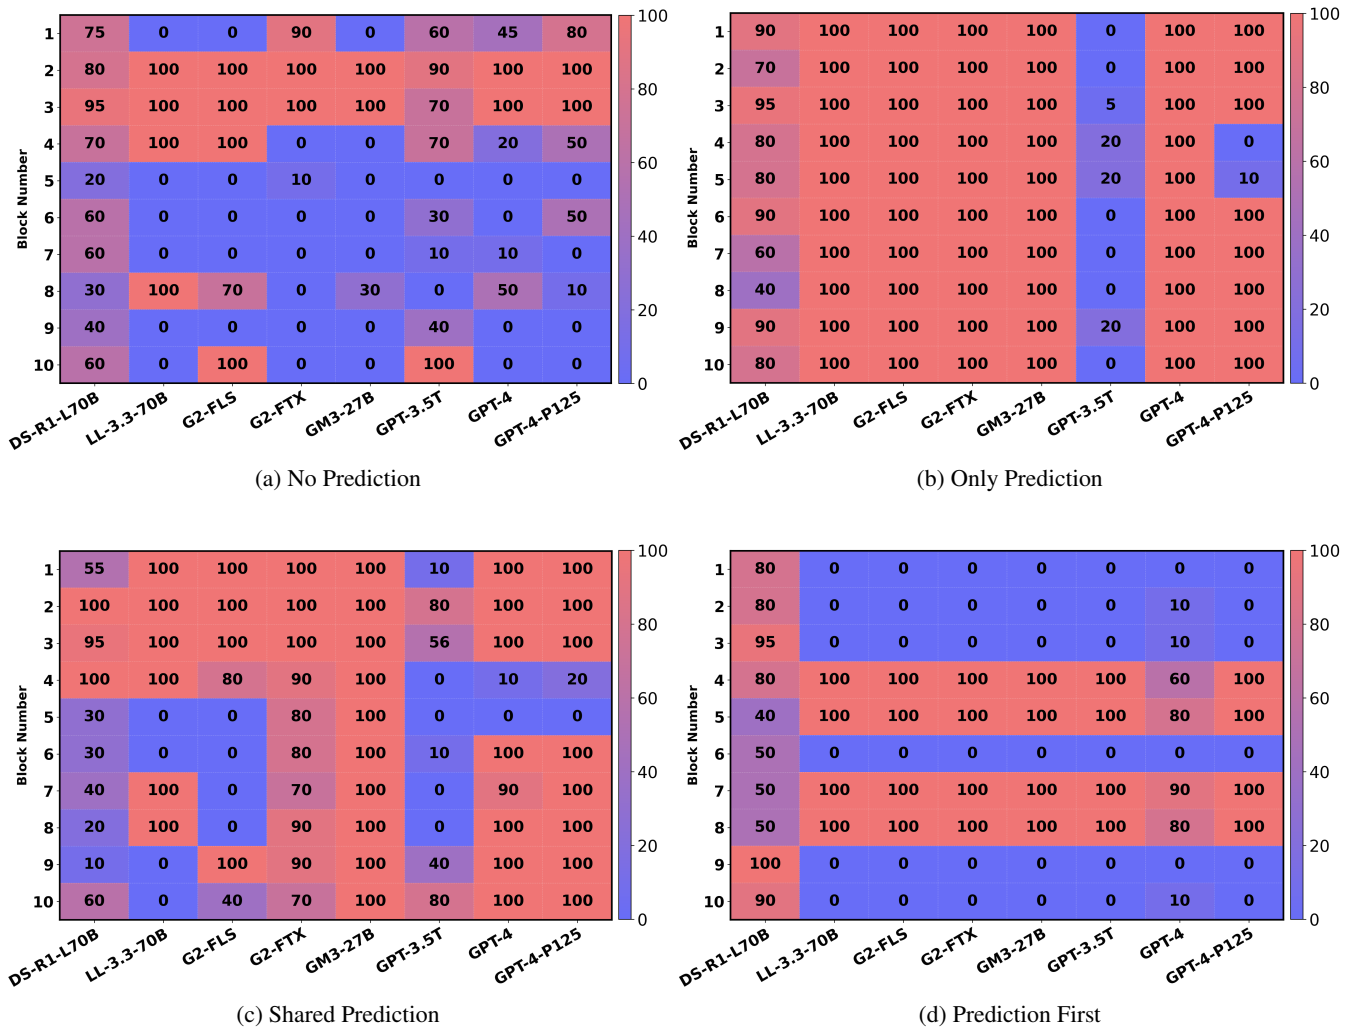 Block Number
1 75 0 0 90 0 60 45 80
2 80 100 100 100 100 90 100 100
3 95 100 100 100 100 70 100 100
4 70 100 100 0 0 70 20 50
5 20 0 0 10 0 0 0 0
6 60 0 0 0 0 30 0 50
7 60 0 0 0 0 10 10 0
8 30 100 70 0 30 0 50 10
9 40 0 0 0 0 40 0 0
10 60 0 100 0 0 100 0 0
DS-R1-L70B LL-3.3-70B G2-FLS G2-FTX GM3-27B GPT-3.5T GPT-4 GPT-4-P125
100
80
60
40
20
0
(a) No Prediction
Block Number
1 90 100 100 100 100 0 100 100
2 70 100 100 100 100 0 100 100
3 95 100 100 100 100 5 100 100
4 80 100 100 100 100 20 100 0
5 80 100 100 100 100 20 100 10
6 90 100 100 100 100 0 100 100
7 60 100 100 100 100 0 100 100
8 40 100 100 100 100 0 100 100
9 90 100 100 100 100 20 100 100
10 80 100 100 100 100 0 100 100
DS-R1-L70B LL-3.3-70B G2-FLS G2-FTX GM3-27B GPT-3.5T GPT-4 GPT-4-P125
100
80
60
40
20
0
(b) Only Prediction
Block Number
1 55 100 100 100 100 10 100 100
2 100 100 100 100 100 80 100 100
3 95 100 100 100 100 56 100 100
4 100 100 80 90 100 0 10 20
5 30 0 0 80 100 0 0 0
6 30 0 0 80 100 10 100 100
7 40 100 0 70 100 0 90 100
8 20 100 0 90 100 0 100 100
9 10 0 100 90 100 40 100 100
10 60 0 40 70 100 80 100 100
DS-R1-L70B LL-3.3-70B G2-FLS G2-FTX GM3-27B GPT-3.5T GPT-4 GPT-4-P125
100
80
60
40
20
0
(c) Shared Prediction
Block Number
1 80 0 0 0 0 0 0 0
2 80 0 0 0 0 0 10 0
3 95 0 0 0 0 0 10 0
4 80 100 100 100 100 100 60 100
5 40 100 100 100 100 100 80 100
6 50 0 0 0 0 0 0 0
7 50 100 100 100 100 100 90 100
8 50 100 100 100 100 100 80 100
9 100 0 0 0 0 0 0 0
10 90 0 0 0 0 0 10 0
DS-R1-L70B LL-3.3-70B G2-FLS G2-FTX GM3-27B GPT-3.5T GPT-4 GPT-4-P125
100
80
60
40
20
0
(d) Prediction First